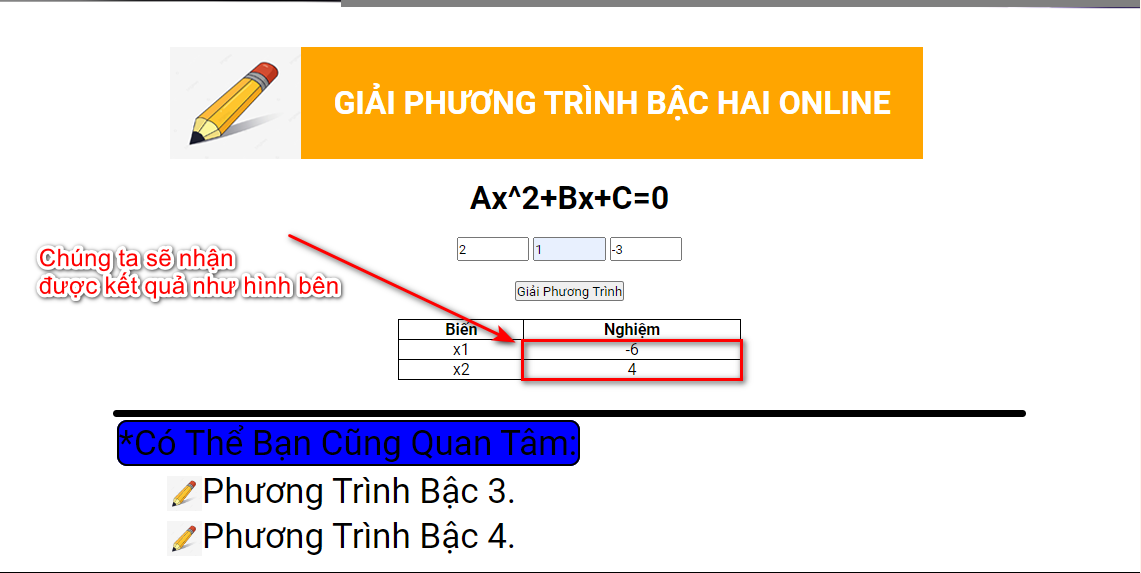 GIẢI PHƯƠNG TRÌNH BẬC HAI ONLINE
Ax^2+Bx+C=0
2 1 -3
Chúng ta sẽ nhận
được kết quả như hình bên
Giải Phương Trình
Biến Nghiệm
x1 -6
x2 4
*Có Thể Bạn Cũng Quan Tâm:
Phương Trình Bậc 3.
Phương Trình Bậc 4.